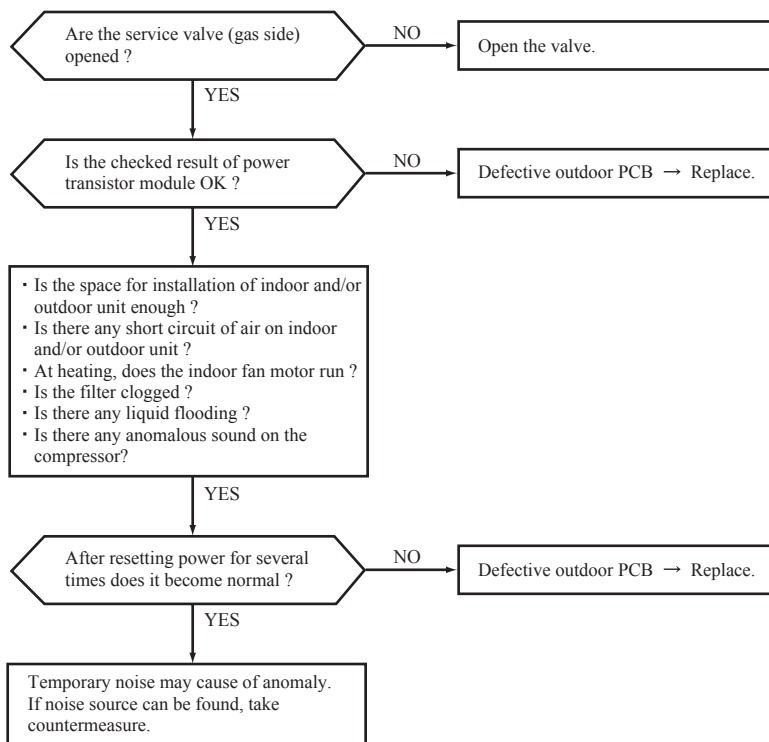 Are the service valve (gas side)
opened ?
NO
Open the valve.
YES
Is the checked result of power
transistor module OK ?
NO
Defective outdoor PCB → Replace.
YES
・Is the space for installation of indoor and/or
outdoor unit enough ?
・Is there any short circuit of air on indoor
and/or outdoor unit ?
・At heating, does the indoor fan motor run ?
・Is the filter clogged ?
・Is there any liquid flooding ?
・Is there any anomalous sound on the
compressor?
YES
After resetting power for several
times does it become normal ?
NO
Defective outdoor PCB → Replace.
YES
Temporary noise may cause of anomaly.
If noise source can be found, take
countermeasure.